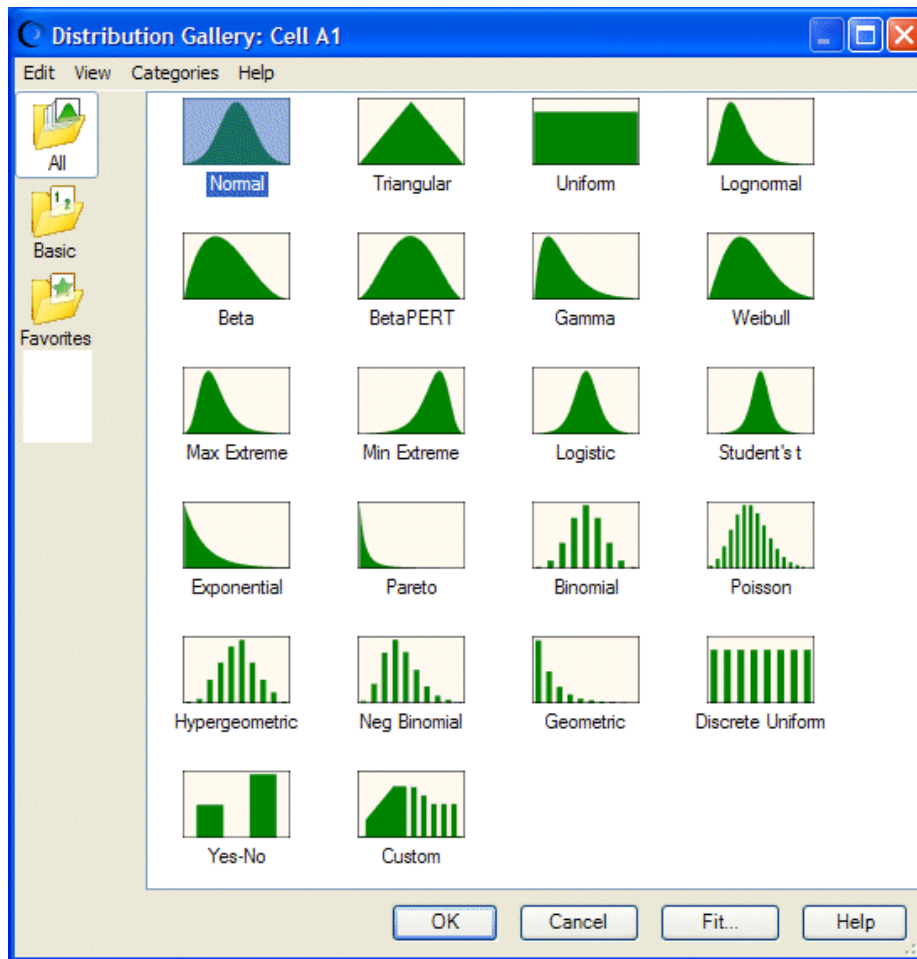 Distribution Gallery: Cell A1
Edit View Categories Help
All
Basic
Favorites
Normal Triangular Uniform Lognormal
Beta BetaPERT Gamma Weibull
Max Extreme Min Extreme Logistic Student's t
Exponential Pareto Binomial Poisson
Hypergeometric Neg Binomial Geometric Discrete Uniform
Yes-No Custom
OK Cancel Fit... Help